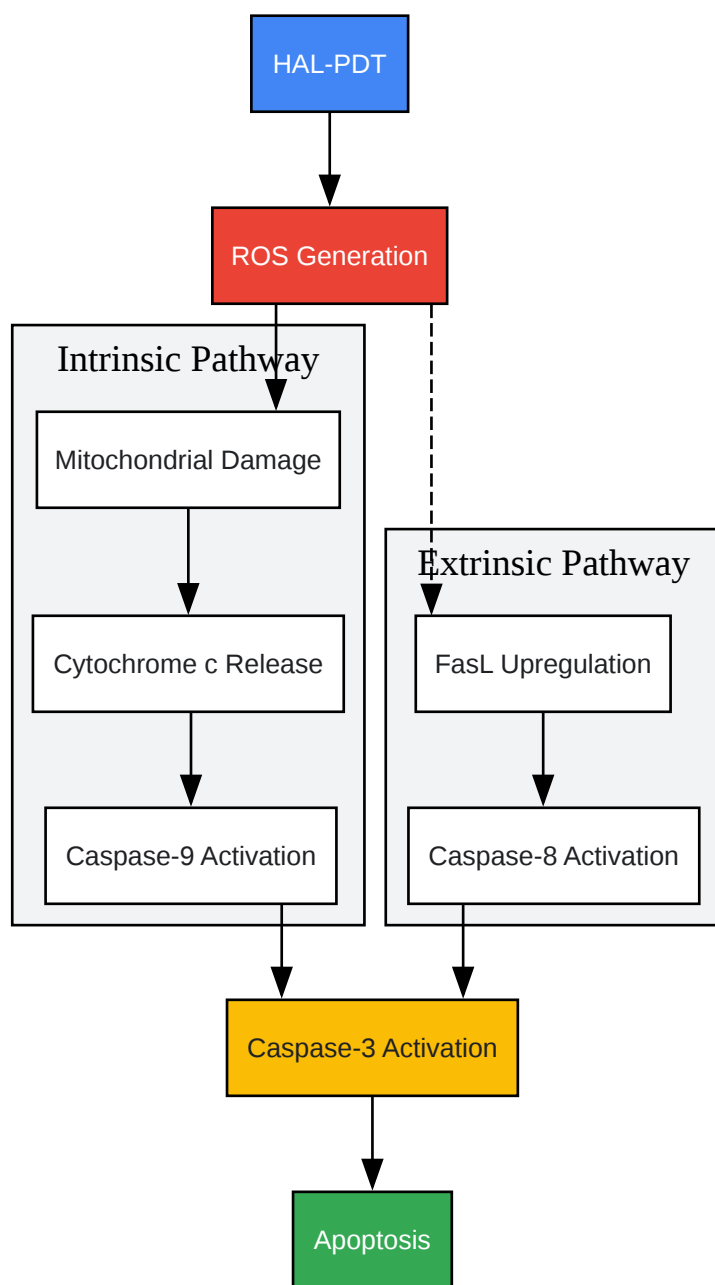 HAL-PDT
ROS Generation
Intrinsic Pathway
Mitochondrial Damage
Cytochrome c Release
Caspase-9 Activation
Extrinsic Pathway
FasL Upregulation
Caspase-8 Activation
Caspase-3 Activation
Apoptosis